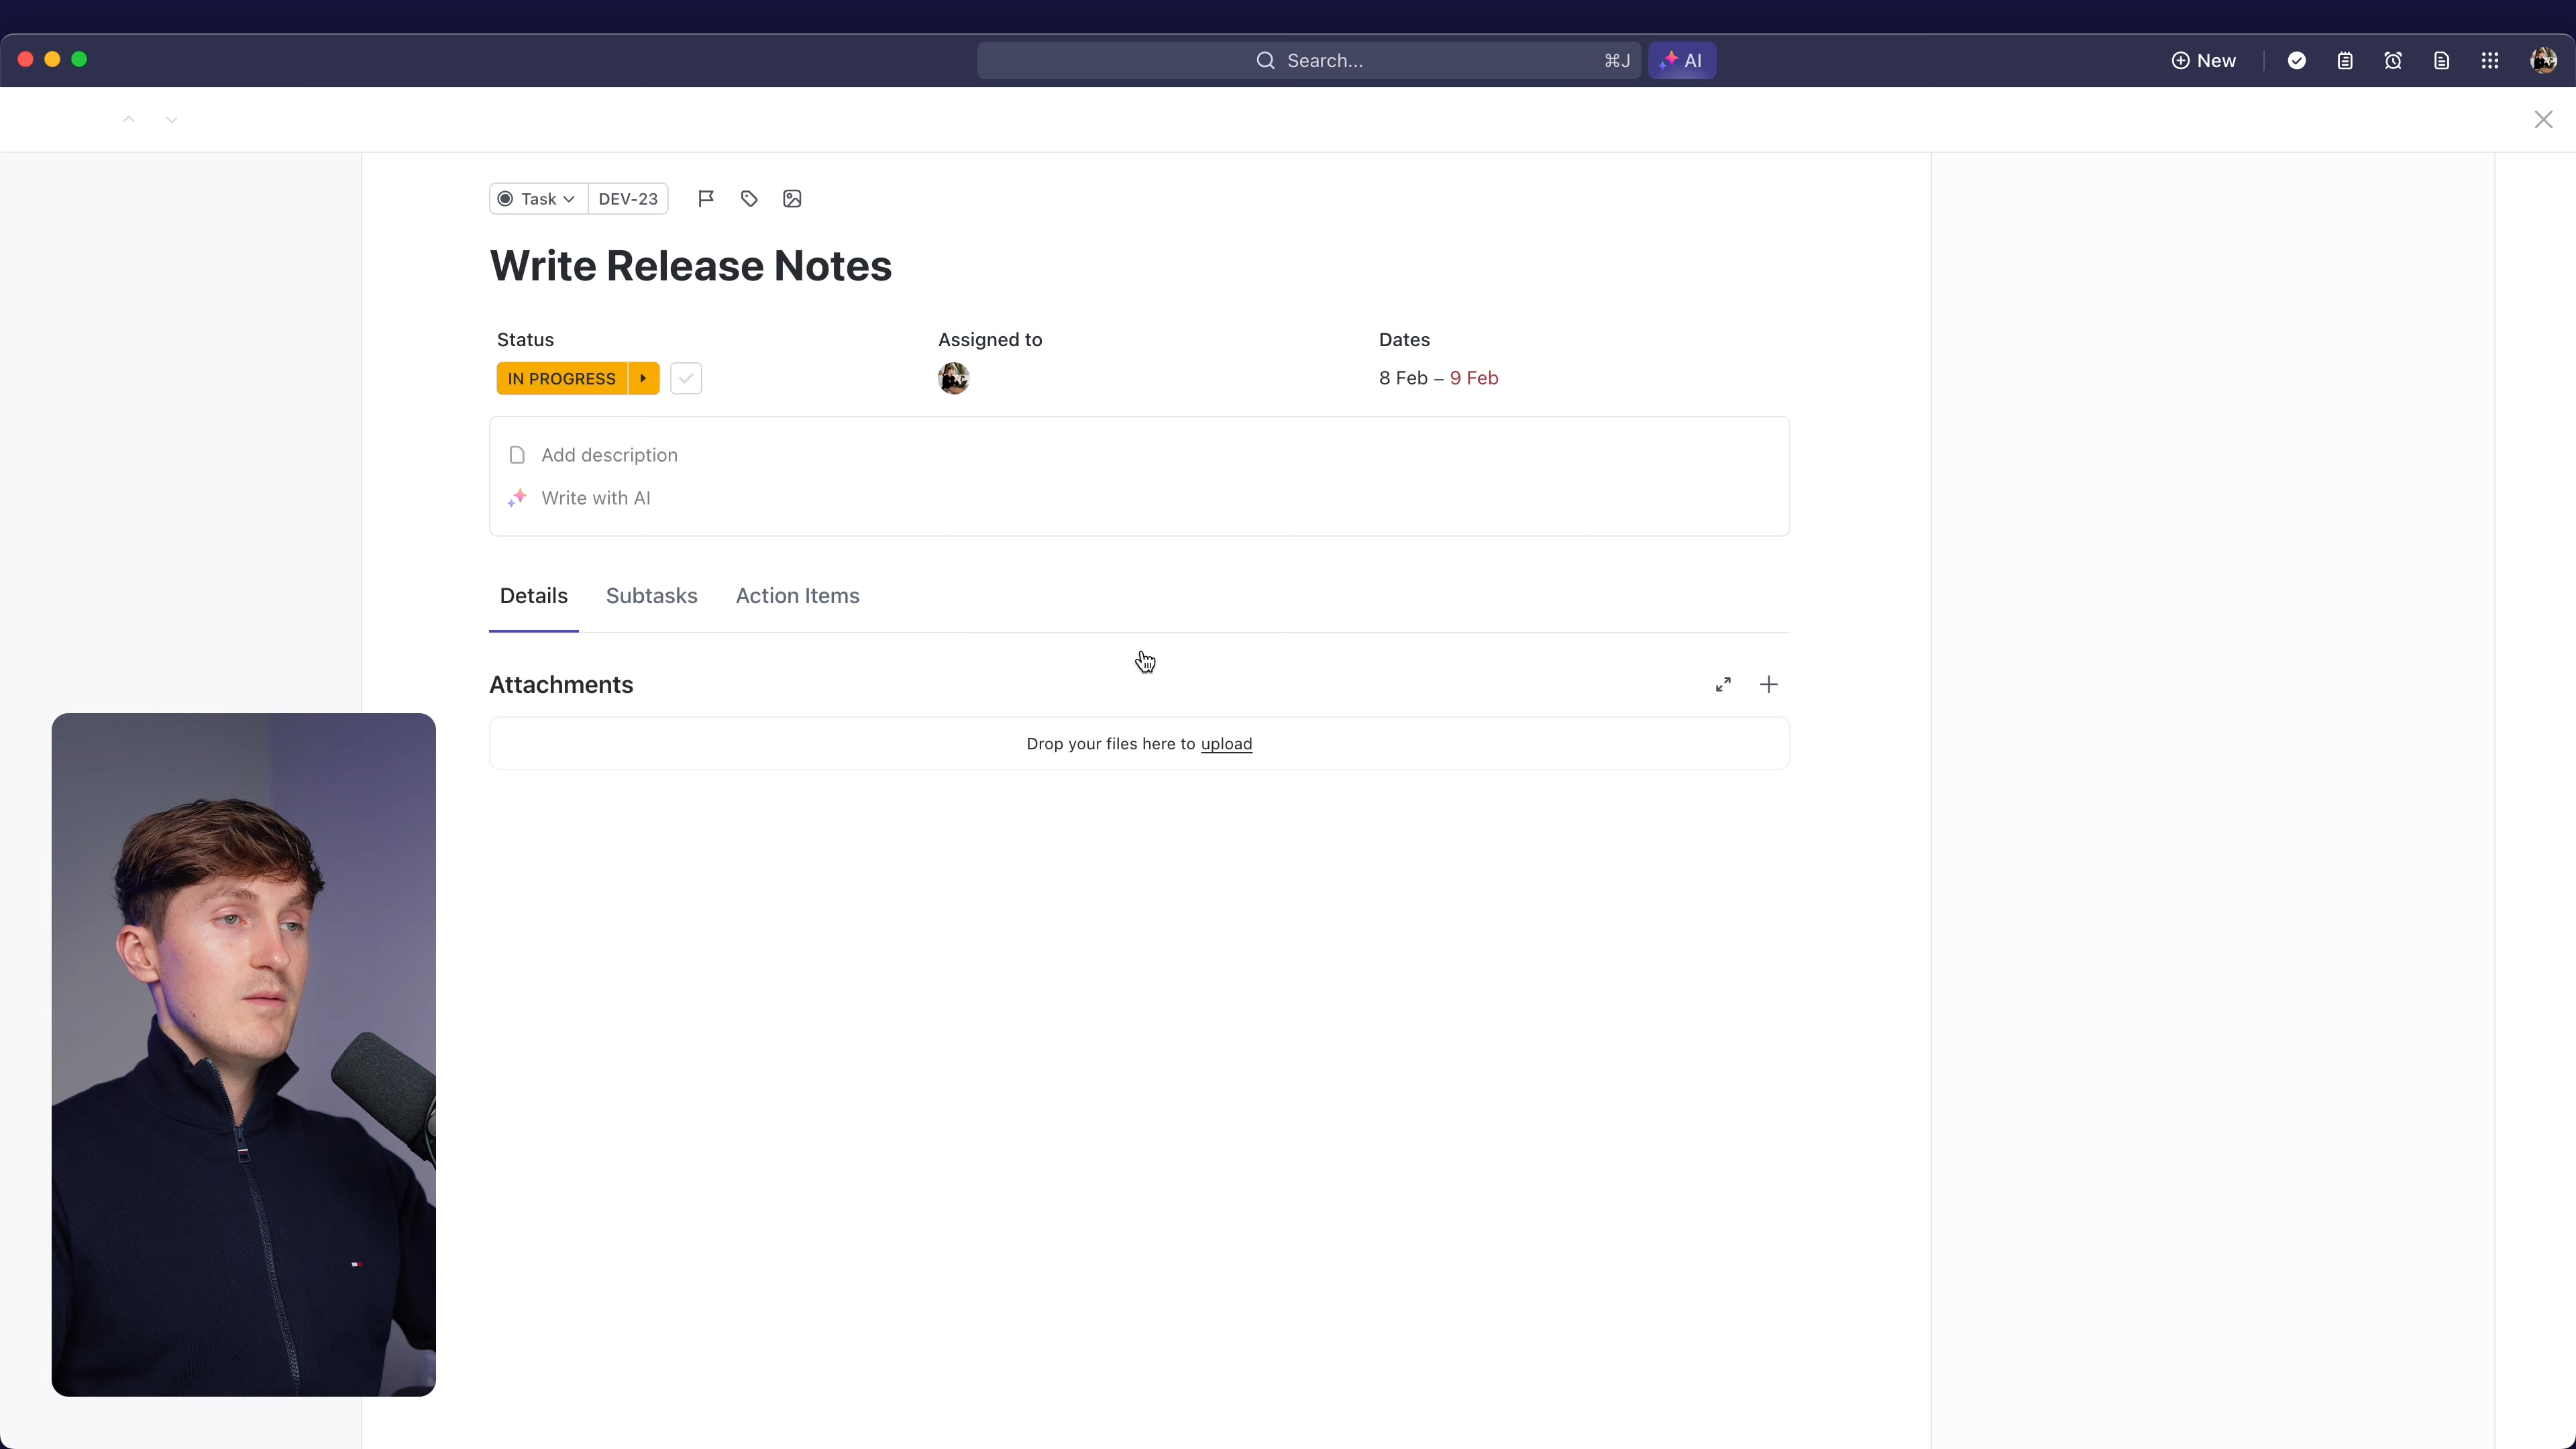 Search... ⌘J AI New
Task DEV-23
Write Release Notes
Status Assigned to Dates
IN PROGRESS 8 Feb – 9 Feb
Add description
Write with AI
Details Subtasks Action Items
Attachments
Drop your files here to upload